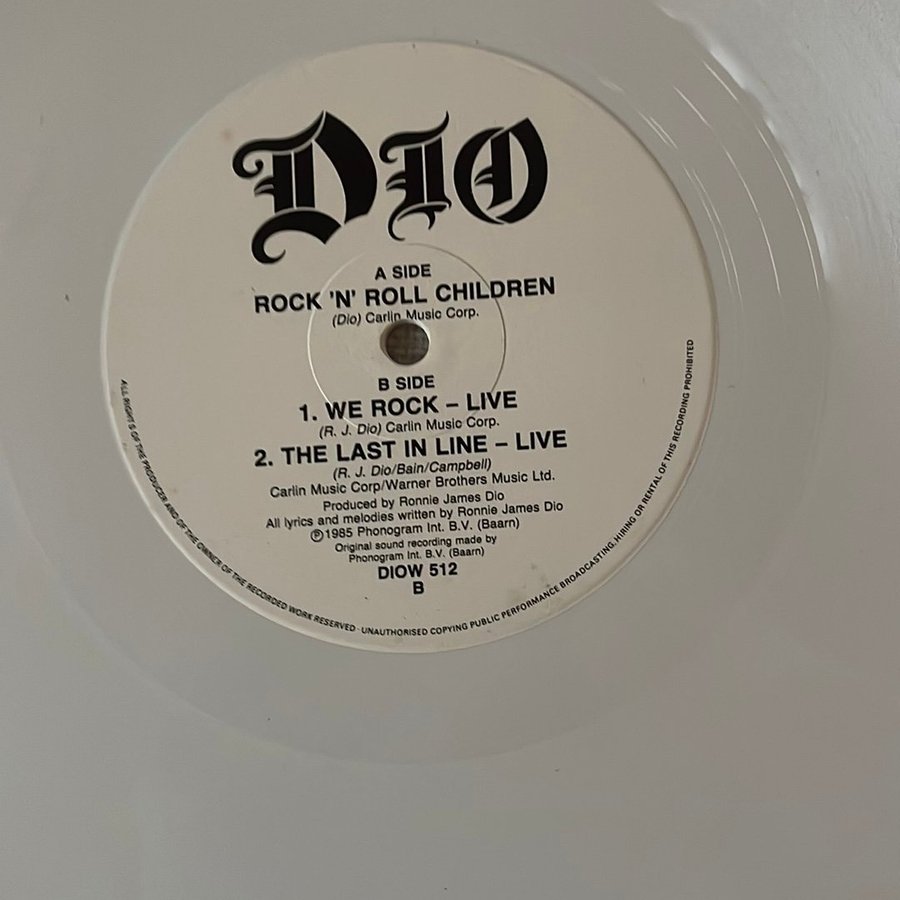 DIO
A SIDE
ROCK 'N' ROLL CHILDREN
(Dio) Carlin Music Corp.
B SIDE
1. WE ROCK – LIVE
(R. J. Dio) Carlin Music Corp.
2. THE LAST IN LINE – LIVE
(R. J. Dio/Bain/Campbell)
Carlin Music Corp/Warner Brothers Music Ltd.
Produced by Ronnie James Dio
All lyrics and melodies written by Ronnie James Dio
℗1985 Phonogram Int. B.V. (Baarn)
Original sound recording made by
Phonogram Int. B.V. (Baarn)
DIOW 512
B
ALL RIGHTS OF THE PRODUCER AND OF THE OWNER OF THE RECORDED WORK RESERVED · UNAUTHORISED COPYING PUBLIC PERFORMANCE BROADCASTING, HIRING OR RENTAL OF THIS RECORDING PROHIBITED